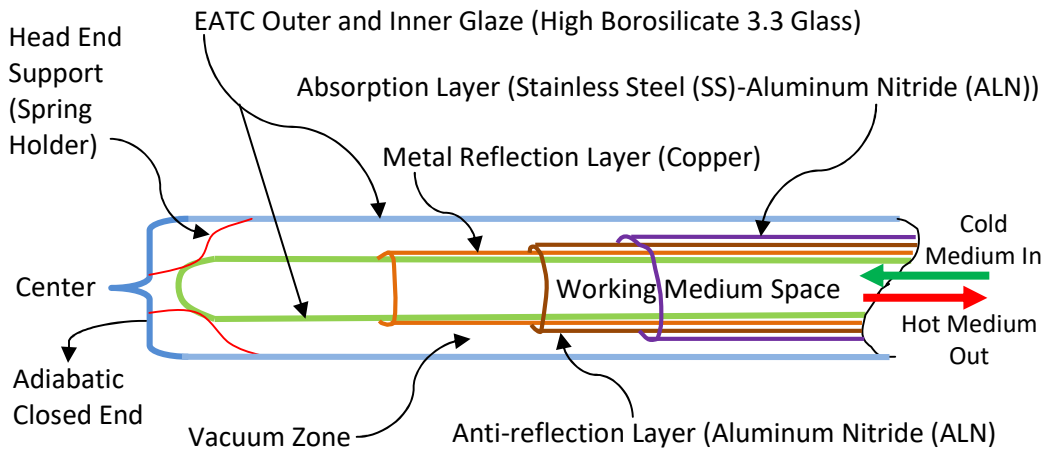 EATC Outer and Inner Glaze (High Borosilicate 3.3 Glass)
Head End
Support
(Spring
Holder)
Absorption Layer (Stainless Steel (SS)-Aluminum Nitride (ALN))
Metal Reflection Layer (Copper)
Cold
Medium In
Center
Working Medium Space
Hot Medium
Out
Adiabatic
Closed End
Vacuum Zone
Anti-reflection Layer (Aluminum Nitride (ALN)